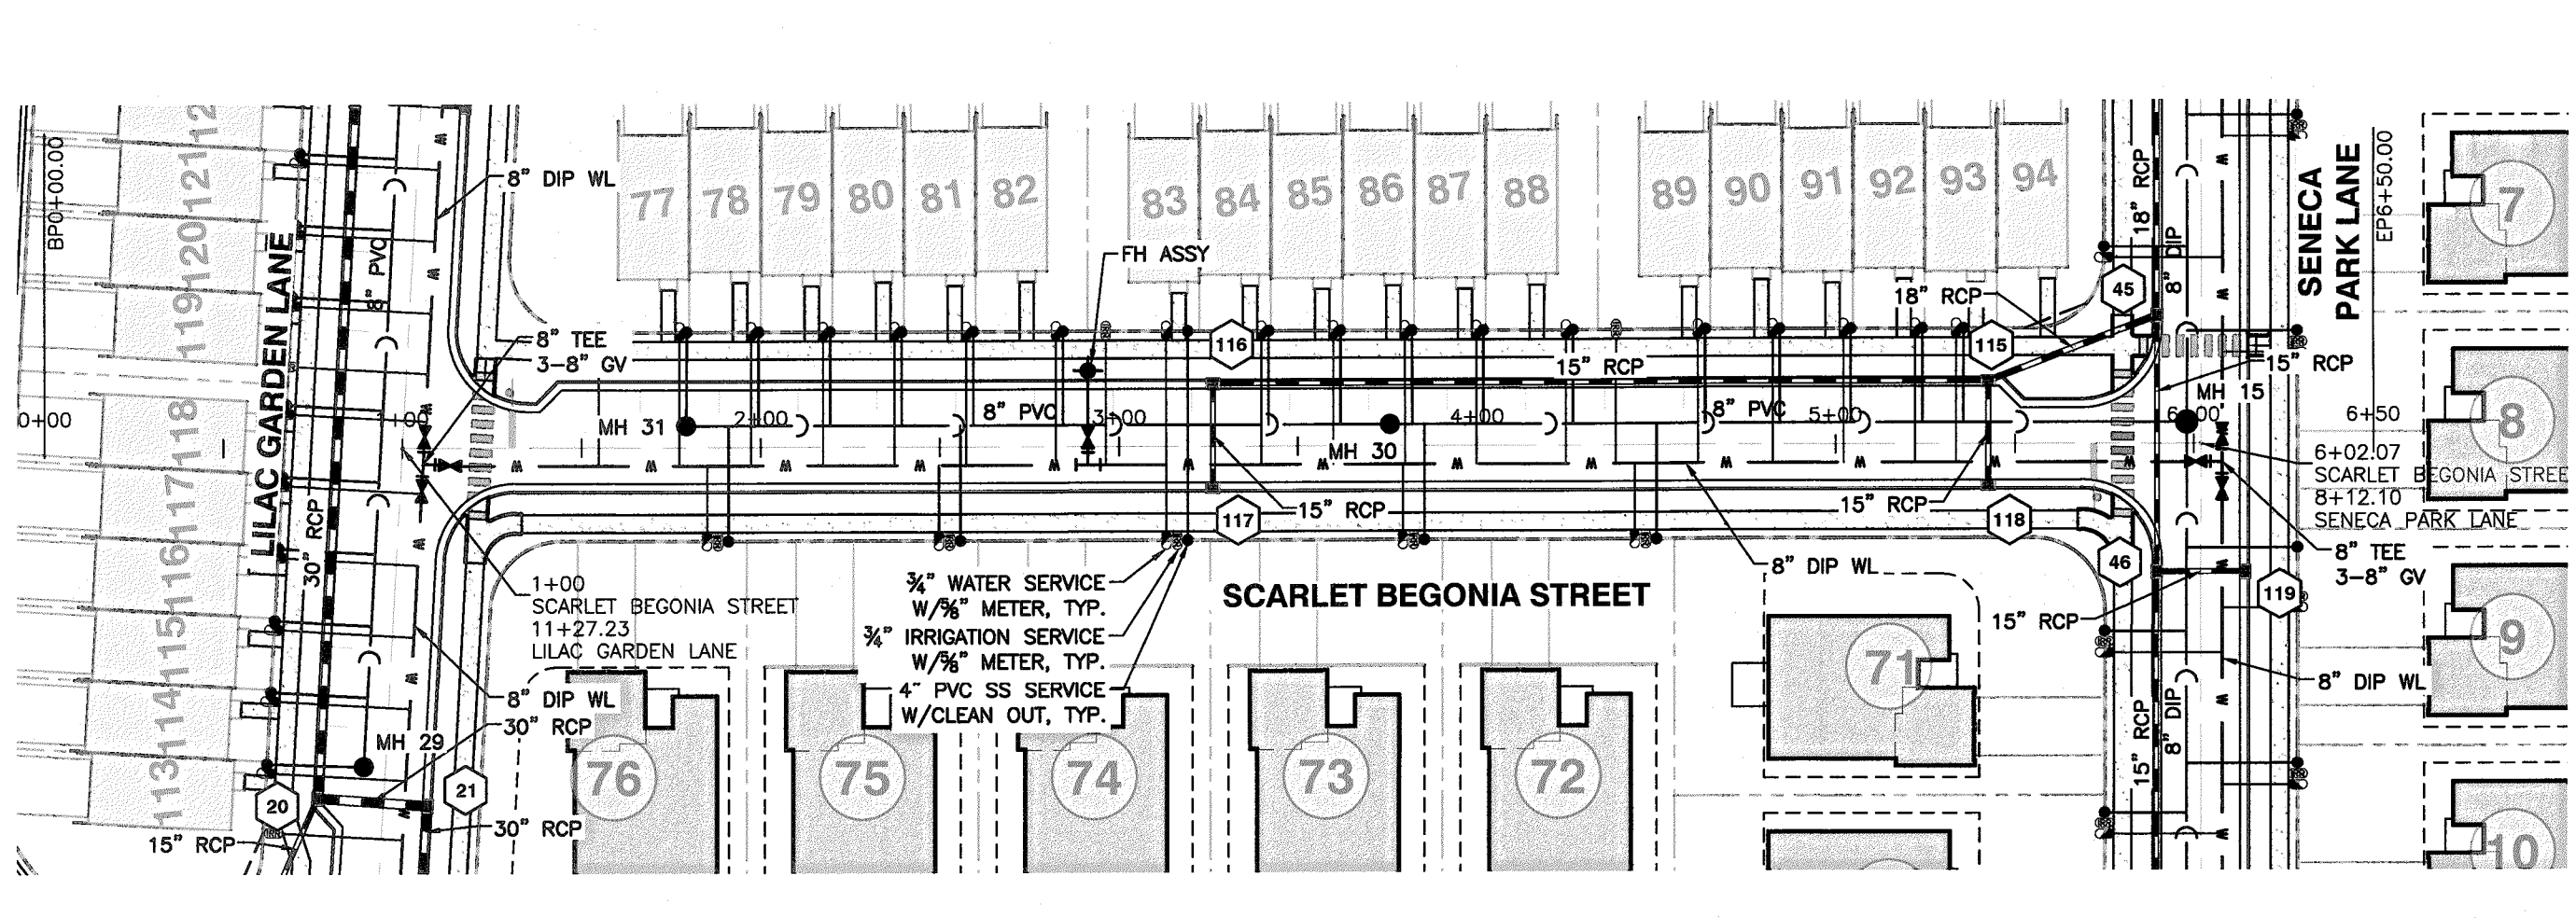 BP0+00.00
112
121
120
119
118
117
116
115
114
113
LILAC GARDEN LANE
8" PVC
30" RCP
8" DIP WL
77
78
79
80
81
82
83
84
85
86
87
88
89
90
91
92
93
94
FH ASSY
8" TEE
3-8" GV
116
115
15" RCP
18" RCP
18" RCP
8" DIP
45
SENECA
PARK LANE
EP6+50.00
7
8
9
10
0+00
1+00
MH 31
2+00
8" PVC
3+00
4+00
MH 30
8" PVC
5+00
6+00
MH 15
15" RCP
6+50
6+02.07
SCARLET BEGONIA STREE
8+12.10
SENECA PARK LANE
8" TEE
3-8" GV
W
117
15" RCP
15" RCP
118
46
119
8" DIP WL
15" RCP
8" DIP WL
15" RCP
8" DIP
1+00
SCARLET BEGONIA STREET
11+27.23
LILAC GARDEN LANE
¾" WATER SERVICE
W/⅝" METER, TYP.
¾" IRRIGATION SERVICE
W/⅝" METER, TYP.
4" PVC SS SERVICE
W/CLEAN OUT, TYP.
SCARLET BEGONIA STREET
8" DIP WL
30" RCP
MH 29
20
21
30" RCP
15" RCP
76
75
74
73
72
71